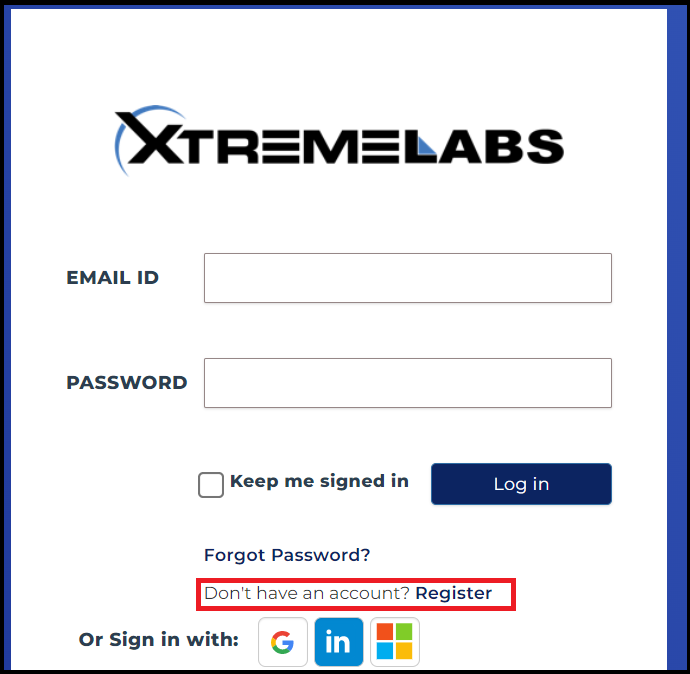 XTREMELABS
EMAIL ID
PASSWORD
Keep me signed in
Log in
Forgot Password?
Don't have an account? Register
Or Sign in with:
G
in